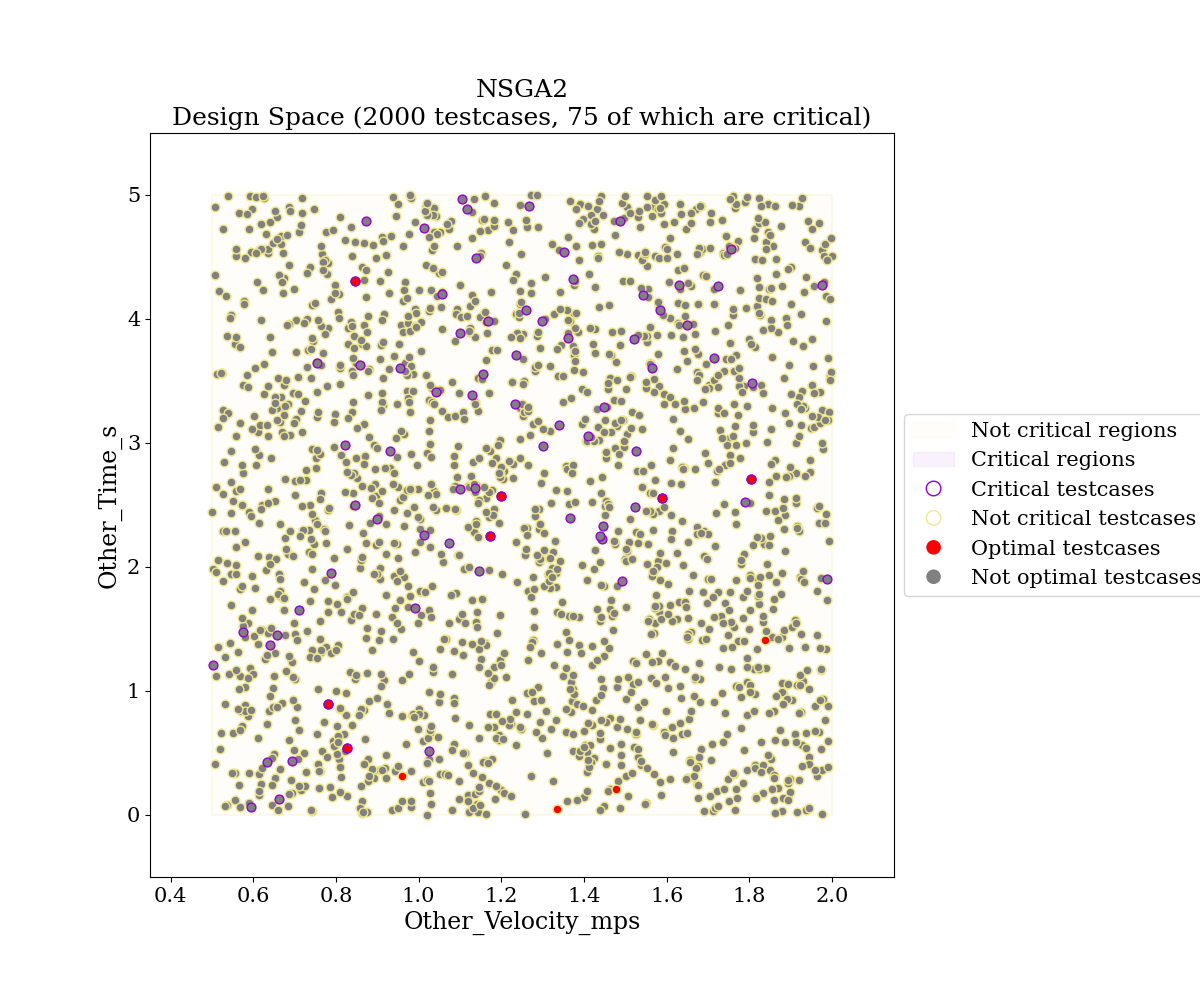 NSGA2
Design Space (2000 testcases, 75 of which are critical)
Other_Time_s
5
4
3
2
1
0
0.4 0.6 0.8 1.0 1.2 1.4 1.6 1.8 2.0
Other_Velocity_mps
Not critical regions
Critical regions
Critical testcases
Not critical testcases
Optimal testcases
Not optimal testcases